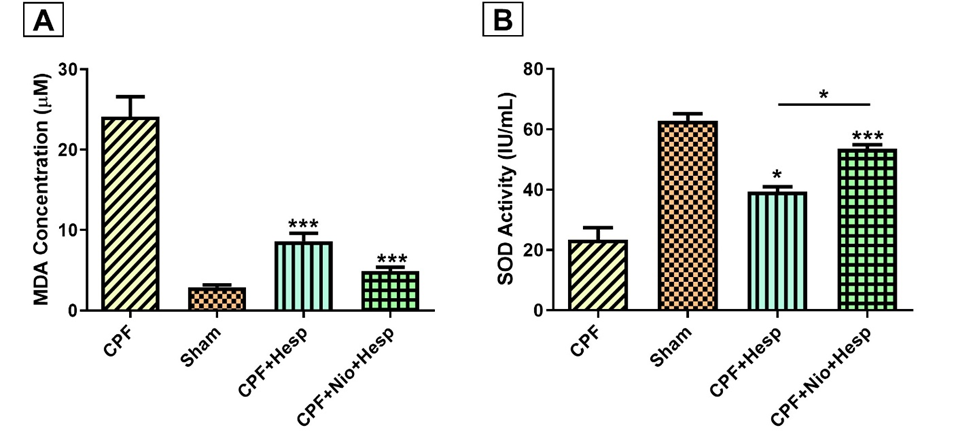 A
MDA Concentration (μM)
30
20
10
0
***
***
CPF
Sham
CPF+Hesp
CPF+Nio+Hesp
B
SOD Activity (IU/mL)
80
60
40
20
0
*
*
***
CPF
Sham
CPF+Hesp
CPF+Nio+Hesp